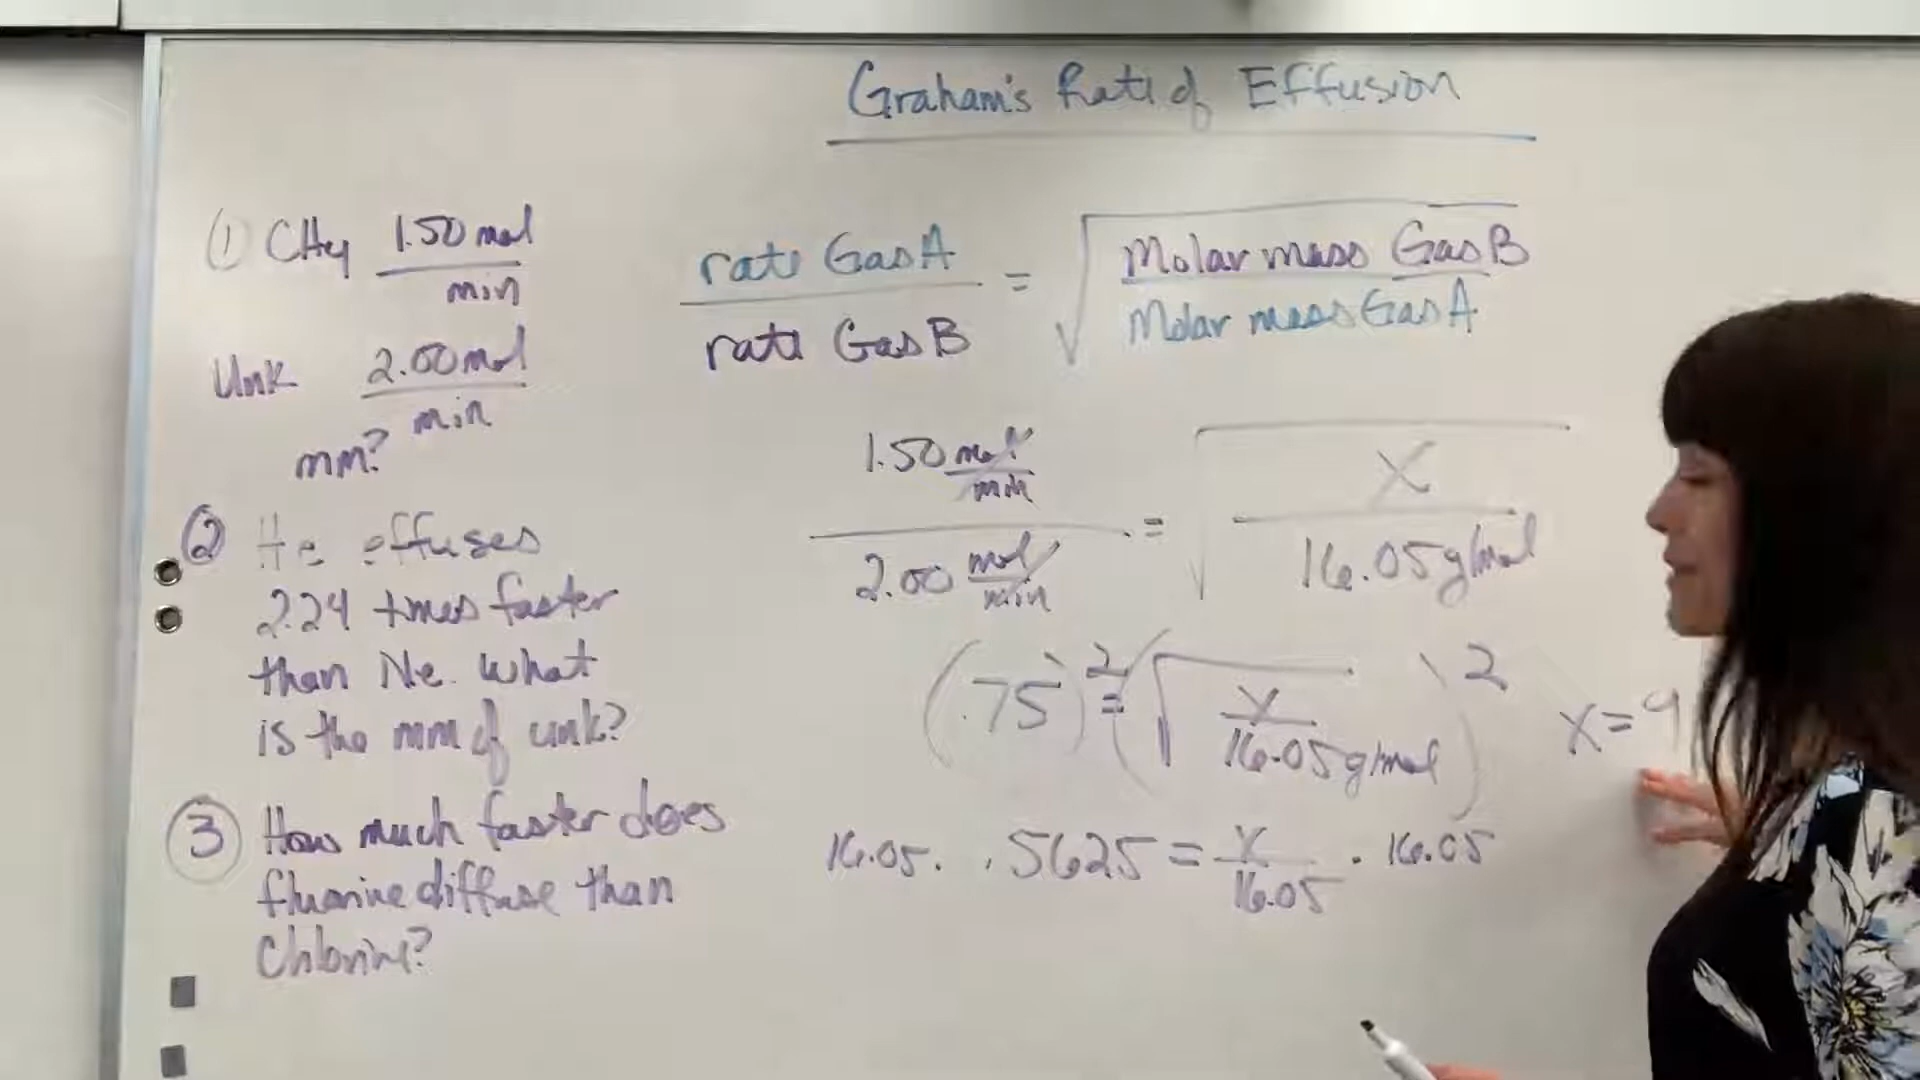 Graham's Rate of Effusion
① CH4 1.50 mol
min
Unk 2.00 mol
min
mm?
② He effuses
2.24 times faster
than Ne. What
is the mm of unk?
③ How much faster does
fluorine diffuse than
Chlorine?
rate Gas A
rate Gas B
=
√
Molar mass Gas B
Molar mass Gas A
1.50 mol
min
2.00 mol
min
=
√
X
16.05 g/mol
(.75)² = (√ x
16.05 g/mol )²
x = 9
16.05 . .5625 = x
16.05 . 16.05